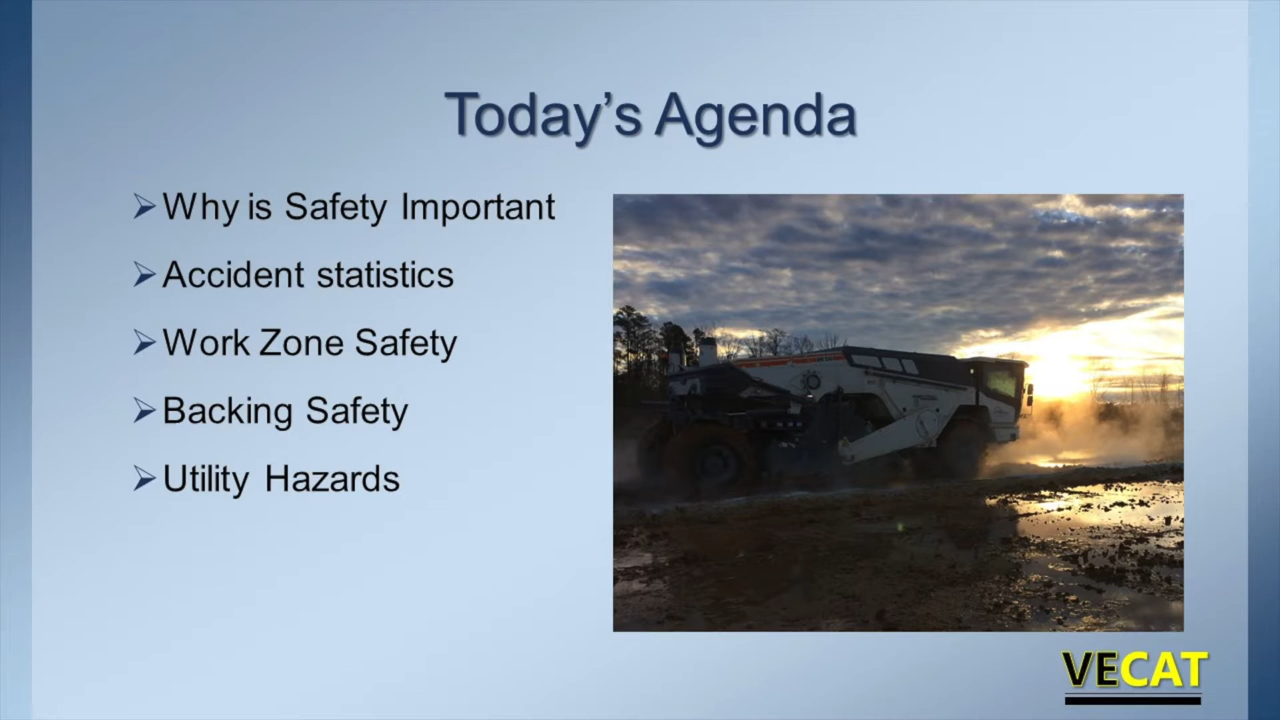 Today’s Agenda
Why is Safety Important
Accident statistics
Work Zone Safety
Backing Safety
Utility Hazards
VECAT